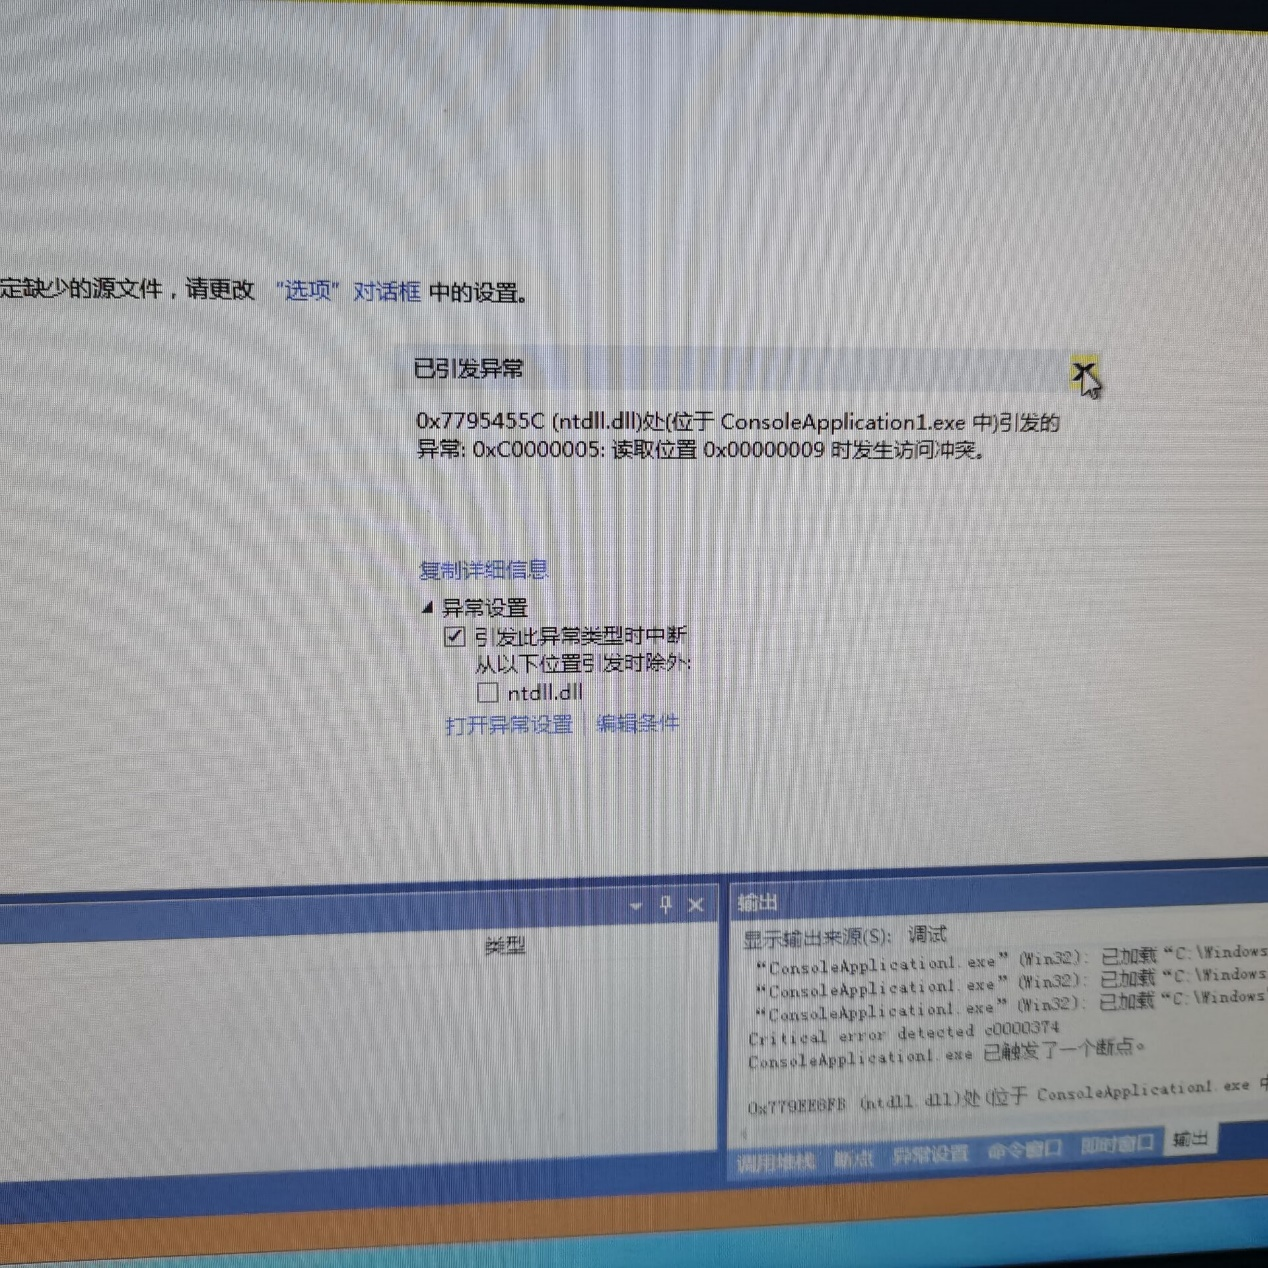 定缺少的源文件，请更改 “选项”对话框 中的设置。
已引发异常
0x7795455C (ntdll.dll)处(位于 ConsoleApplication1.exe 中)引发的
异常: 0xC0000005: 读取位置 0x00000009 时发生访问冲突。
复制详细信息
异常设置
引发此异常类型时中断
从以下位置引发时除外:
ntdll.dll
打开异常设置 | 编辑条件
类型
输出
显示输出来源(S): 调试
“ConsoleApplication1.exe” (Win32): 已加载 “C:\Windows
“ConsoleApplication1.exe” (Win32): 已加载 “C:\Windows
“ConsoleApplication1.exe” (Win32): 已加载 “C:\Windows
Critical error detected c0000374
ConsoleApplication1.exe 已触发了一个断点。
0x779EE6FB (ntdll.dll)处(位于 ConsoleApplication1.exe 中
调用堆栈 断点 异常设置 命令窗口 即时窗口 输出